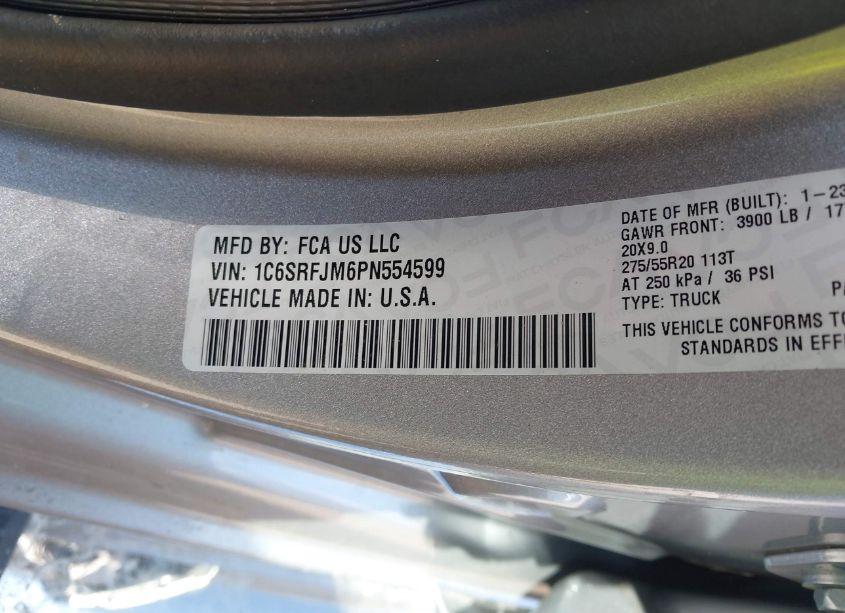 MFD BY: FCA US LLC
VIN: 1C6SRFJM6PN554599
VEHICLE MADE IN: U.S.A.
DATE OF MFR (BUILT): 1-23
GAWR FRONT: 3900 LB / 17
20X9.0
275/55R20 113T
AT 250 kPa / 36 PSI
TYPE: TRUCK
THIS VEHICLE CONFORMS TO
STANDARDS IN EFFE